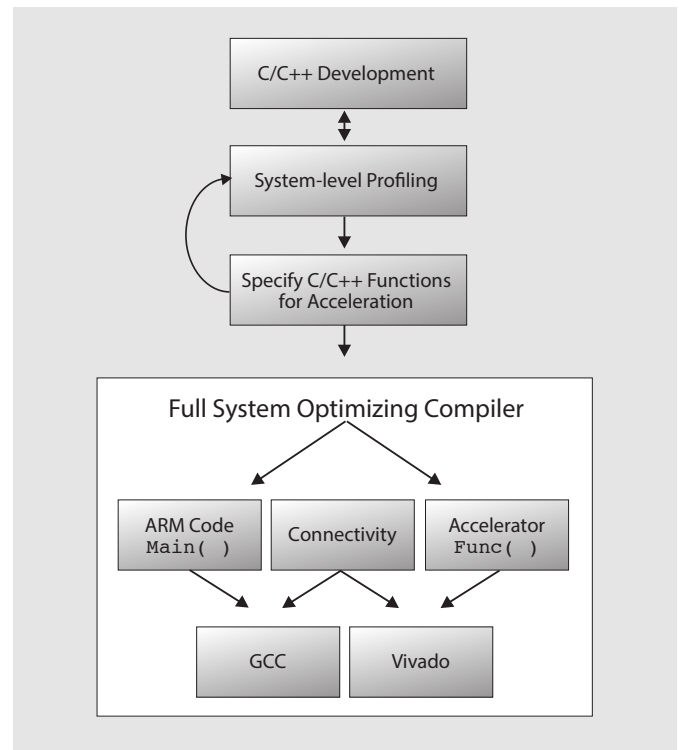 C/C++ Development
System-level Profiling
Specify C/C++ Functions
for Acceleration
Full System Optimizing Compiler
ARM Code
Main( )
Connectivity
Accelerator
Func( )
GCC
Vivado